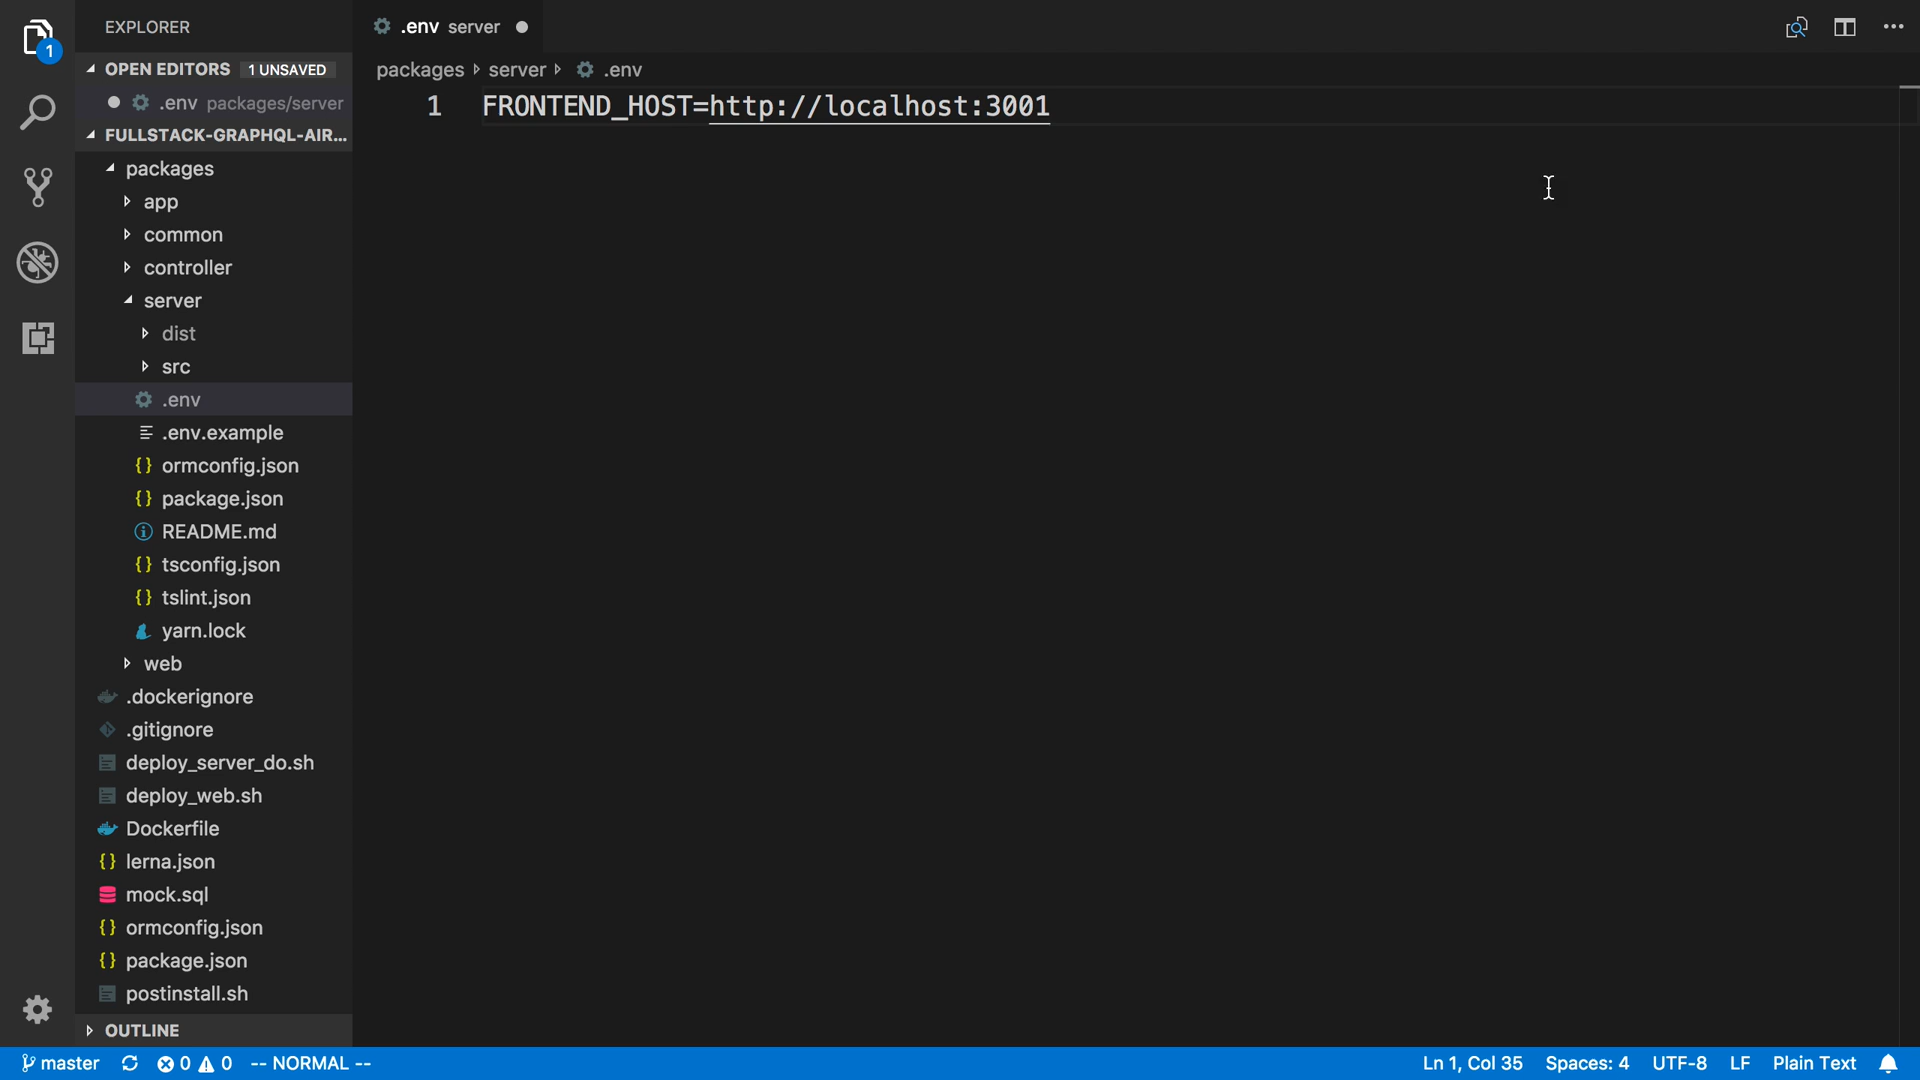 EXPLORER
.env server
1
OPEN EDITORS 1 UNSAVED
.env packages/server
FULLSTACK-GRAPHQL-AIR...
packages
app
common
controller
server
dist
src
.env
.env.example
ormconfig.json
package.json
README.md
tsconfig.json
tslint.json
yarn.lock
web
.dockerignore
.gitignore
deploy_server_do.sh
deploy_web.sh
Dockerfile
lerna.json
mock.sql
ormconfig.json
package.json
postinstall.sh
OUTLINE
packages server .env
1 FRONTEND_HOST=http://localhost:3001
master 0 0 -- NORMAL -- Ln 1, Col 35 Spaces: 4 UTF-8 LF Plain Text